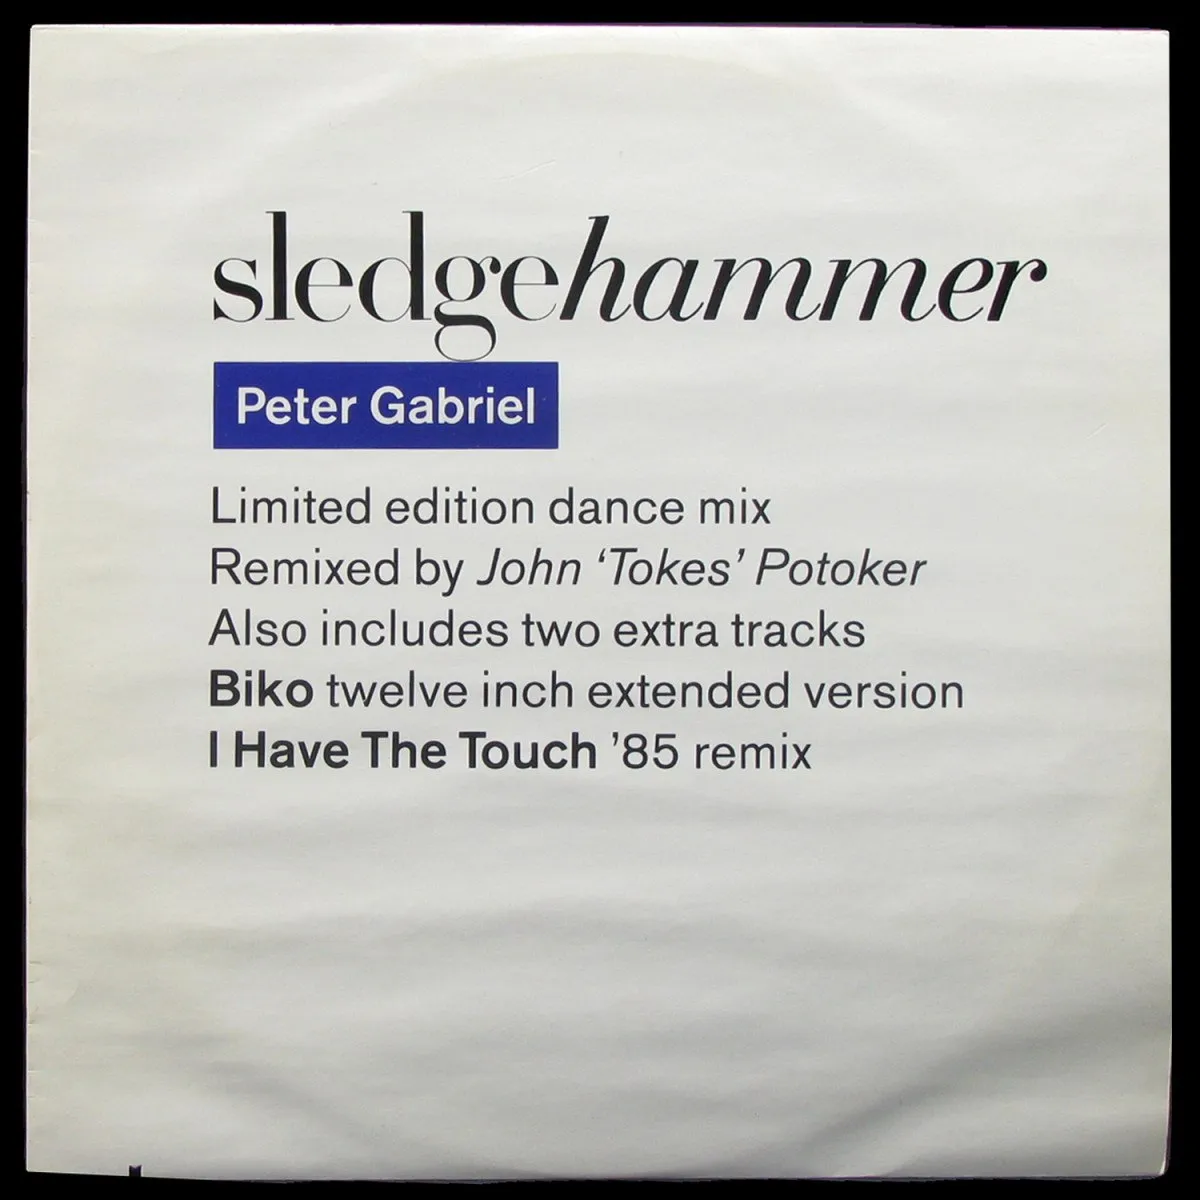 sledgehammer
Peter Gabriel
Limited edition dance mix
Remixed by John ‘Tokes’ Potoker
Also includes two extra tracks
Biko twelve inch extended version
I Have The Touch ’85 remix